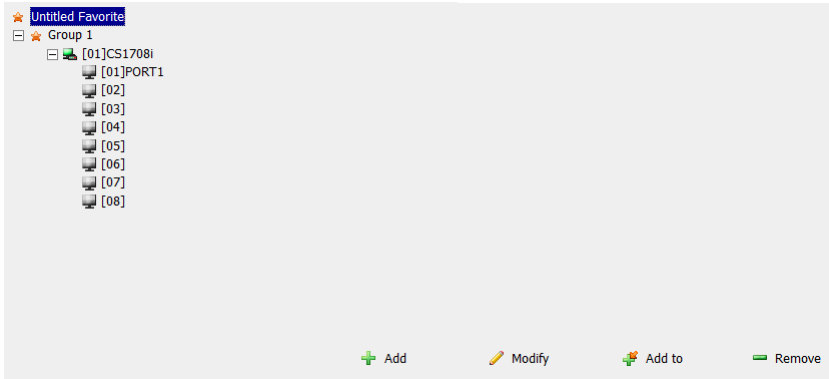 Untitled Favorite
Group 1
[01]CS1708i
[01]PORT1
[02]
[03]
[04]
[05]
[06]
[07]
[08]
Add Modify Add to Remove